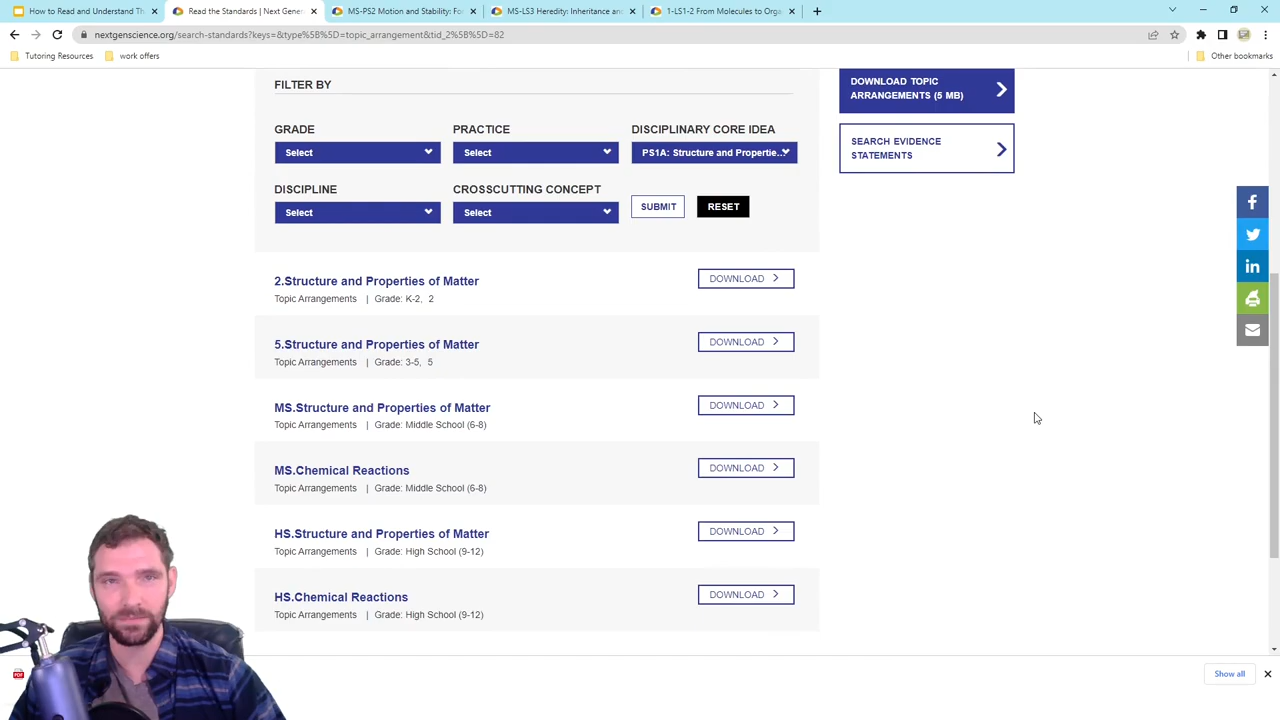 How to Read and Understand Th
Read the Standards | Next Gener
MS-PS2 Motion and Stability: Fo
MS-LS3 Heredity: Inheritance and
1-LS1-2 From Molecules to Orga
nextgenscience.org/search-standards?keys=&type%5B%5D=topic_arrangement&tid_2%5B%5D=82
Tutoring Resources
work offers
Other bookmarks
FILTER BY
DOWNLOAD TOPIC
ARRANGEMENTS (5 MB)
GRADE
PRACTICE
DISCIPLINARY CORE IDEA
Select
Select
PS1A: Structure and Propertie..
SEARCH EVIDENCE
STATEMENTS
DISCIPLINE
CROSSCUTTING CONCEPT
Select
Select
SUBMIT
RESET
2.Structure and Properties of Matter
DOWNLOAD
Topic Arrangements | Grade: K-2, 2
5.Structure and Properties of Matter
DOWNLOAD
Topic Arrangements | Grade: 3-5, 5
MS.Structure and Properties of Matter
DOWNLOAD
Topic Arrangements | Grade: Middle School (6-8)
MS.Chemical Reactions
DOWNLOAD
Topic Arrangements | Grade: Middle School (6-8)
HS.Structure and Properties of Matter
DOWNLOAD
Topic Arrangements | Grade: High School (9-12)
HS.Chemical Reactions
DOWNLOAD
Topic Arrangements | Grade: High School (9-12)
PDF
Show all